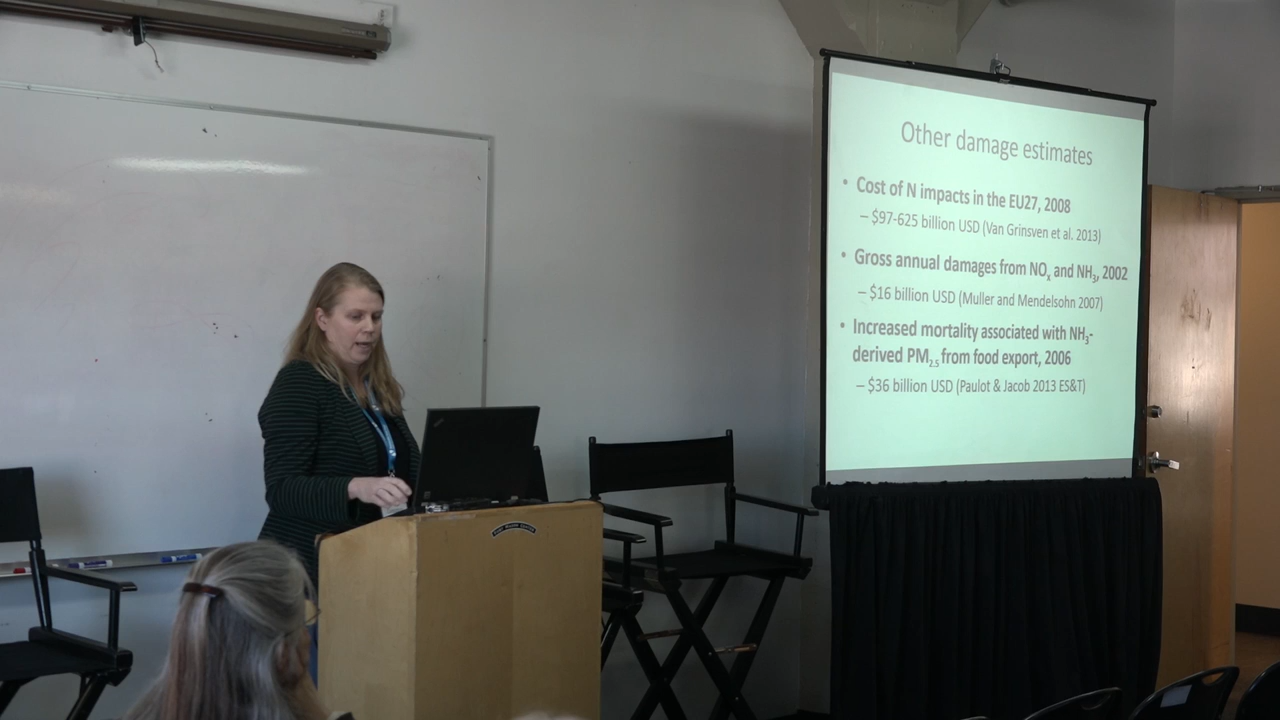 Other damage estimates
• Cost of N impacts in the EU27, 2008
– $97-625 billion USD (Van Grinsven et al. 2013)
• Gross annual damages from NOx and NH3, 2002
– $16 billion USD (Muller and Mendelsohn 2007)
• Increased mortality associated with NH3-
derived PM2.5 from food export, 2006
– $36 billion USD (Paulot & Jacob 2013 ES&T)